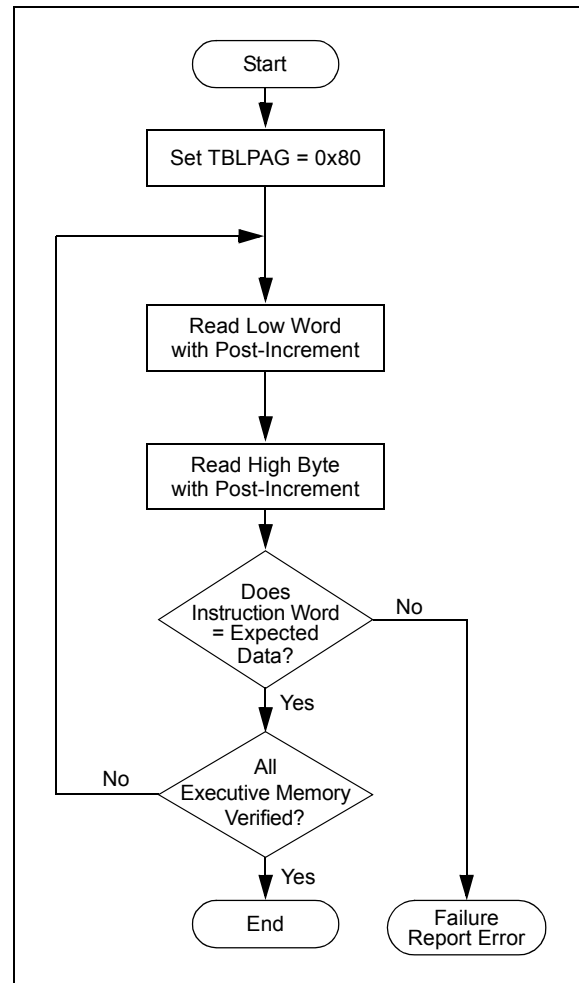 Start
Set TBLPAG = 0x80
Read Low Word
with Post-Increment
Read High Byte
with Post-Increment
Does
Instruction Word
= Expected
Data?
No
Yes
All
Executive Memory
Verified?
No
Yes
End
Failure
Report Error